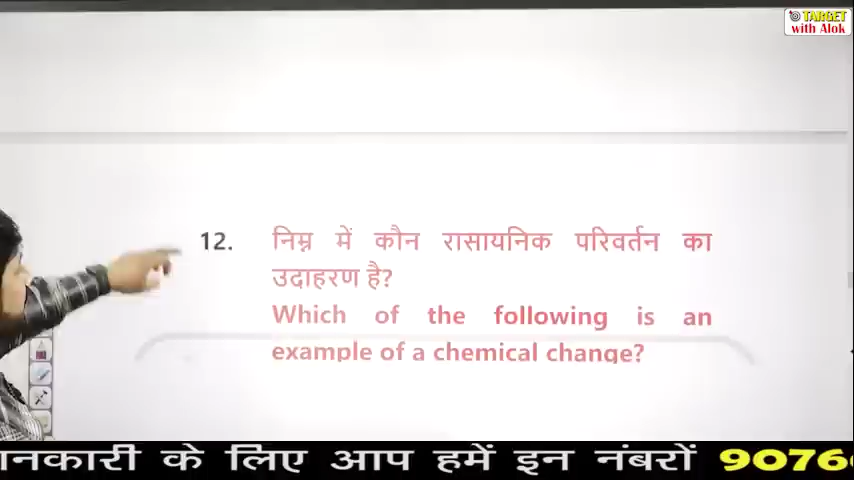 TARGET
with Alok
12. निम्न में कौन रासायनिक परिवर्तन का
उदाहरण है?
Which of the following is an
example of a chemical change?
नकारी के लिए आप हमें इन नंबरों 9076